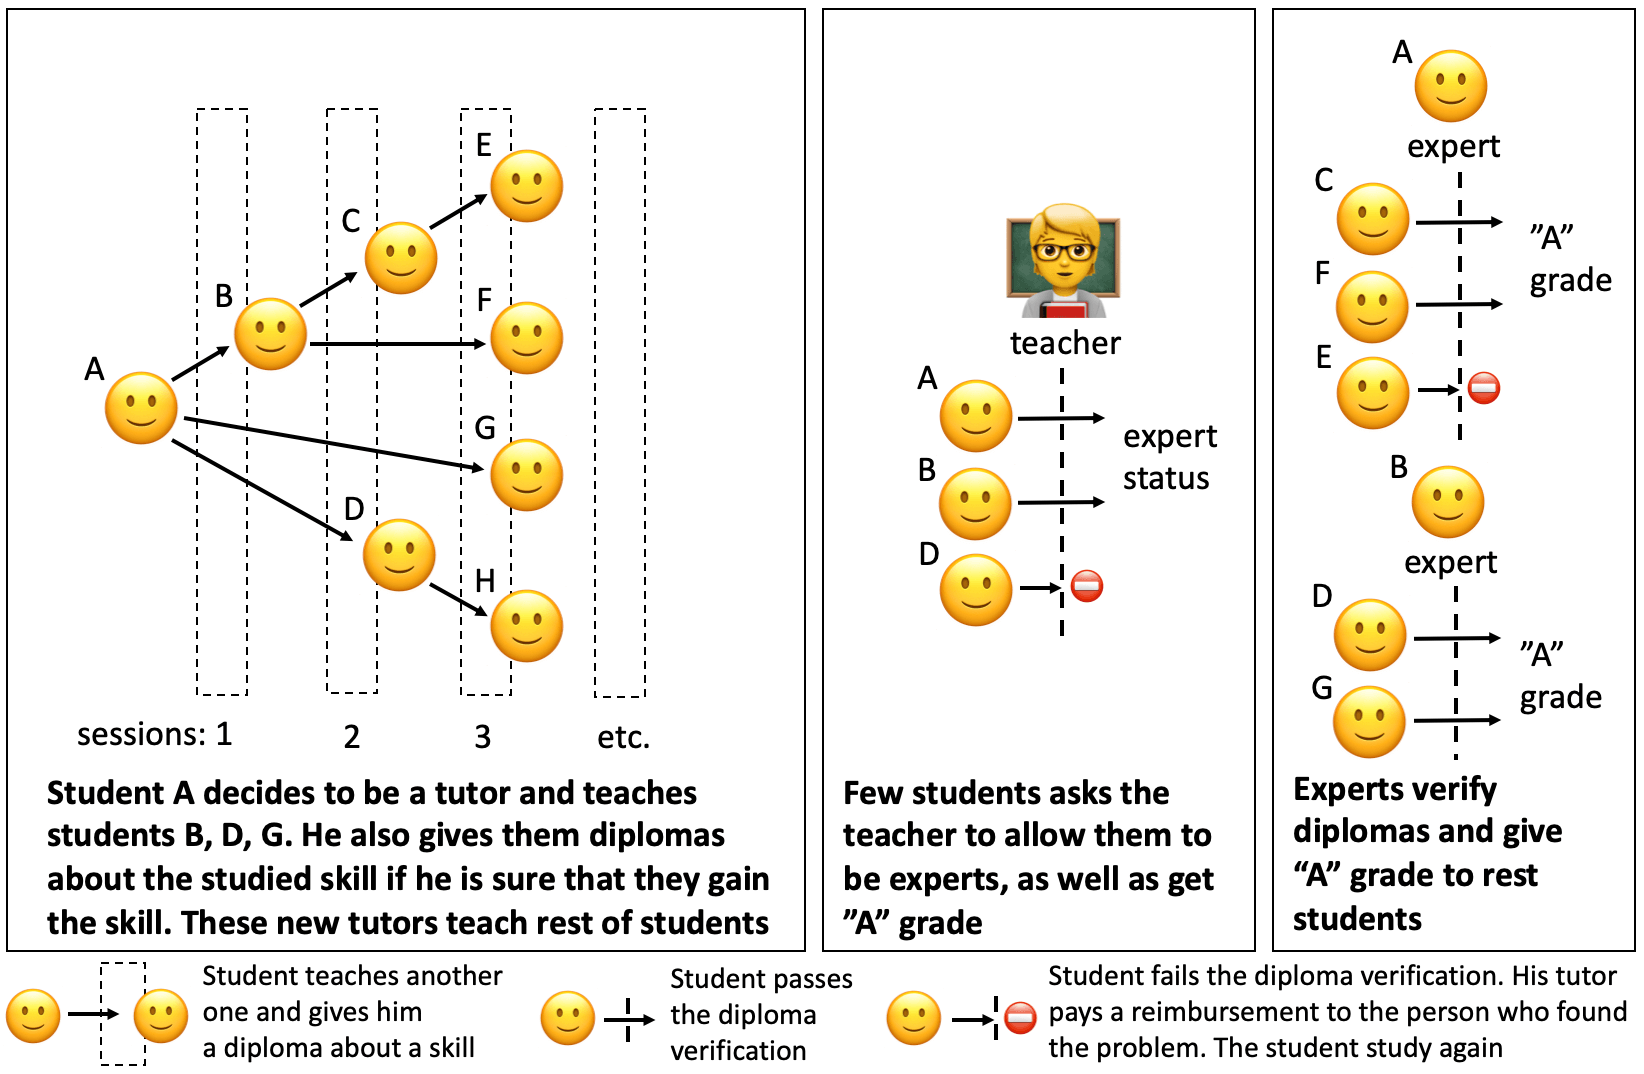 E
C
B
F
A
G
D
H
sessions: 1 2 3 etc.
Student A decides to be a tutor and teaches
students B, D, G. He also gives them diplomas
about the studied skill if he is sure that they gain
the skill. These new tutors teach rest of students
teacher
A
B
D
expert
status
Few students asks the
teacher to allow them to
be experts, as well as get
”A” grade
A
expert
C
F
E
”A”
grade
B
expert
D
G
”A”
grade
Experts verify
diplomas and give
“A” grade to rest
students
Student teaches another
one and gives him
a diploma about a skill
Student passes
the diploma
verification
Student fails the diploma verification. His tutor
pays a reimbursement to the person who found
the problem. The student study again